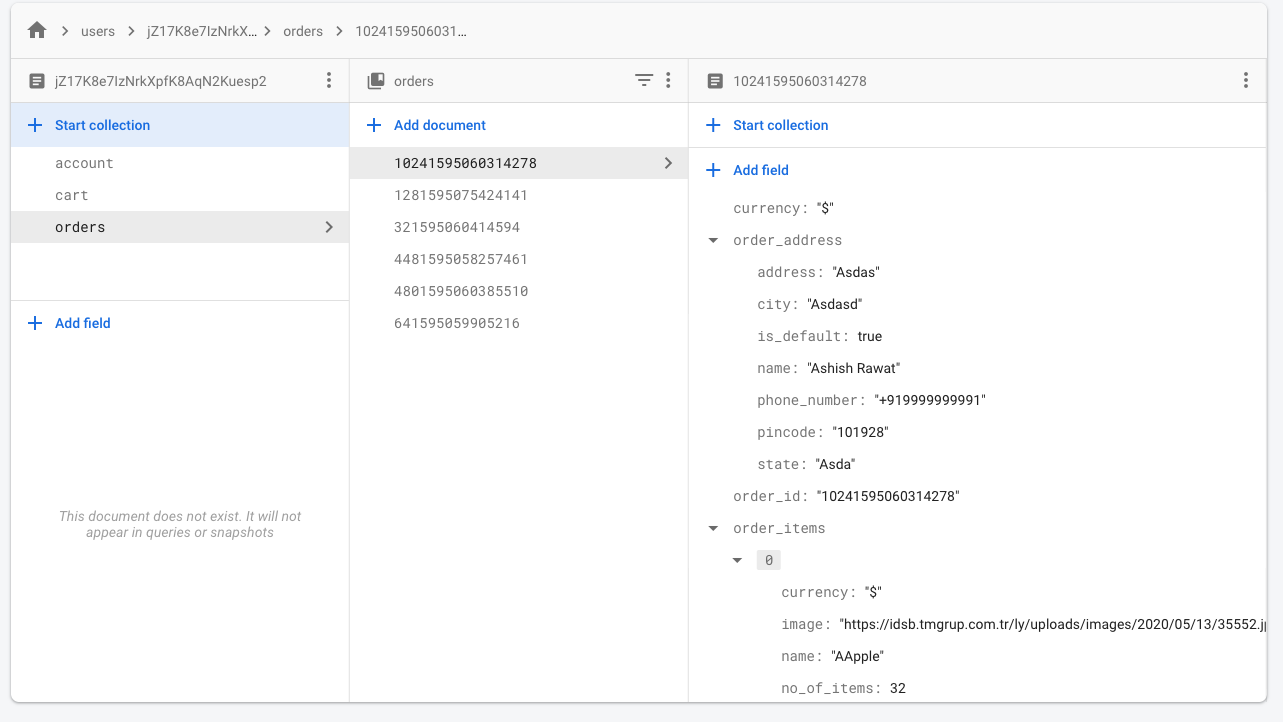 users > jZ17K8e7IzNrkX… > orders > 1024159506031…
jZ17K8e7IzNrkXpfK8AqN2Kuesp2
Start collection
account
cart
orders
Add field
This document does not exist. It will not
appear in queries or snapshots
orders
Add document
10241595060314278
1281595075424141
321595060414594
4481595058257461
4801595060385510
641595059905216
10241595060314278
Start collection
Add field
currency: "$"
order_address
address: "Asdas"
city: "Asdasd"
is_default: true
name: "Ashish Rawat"
phone_number: "+919999999991"
pincode: "101928"
state: "Asda"
order_id: "10241595060314278"
order_items
0
currency: "$"
image: "https://idsb.tmgrup.com.tr/ly/uploads/images/2020/05/13/35552.j
name: "AApple"
no_of_items: 32